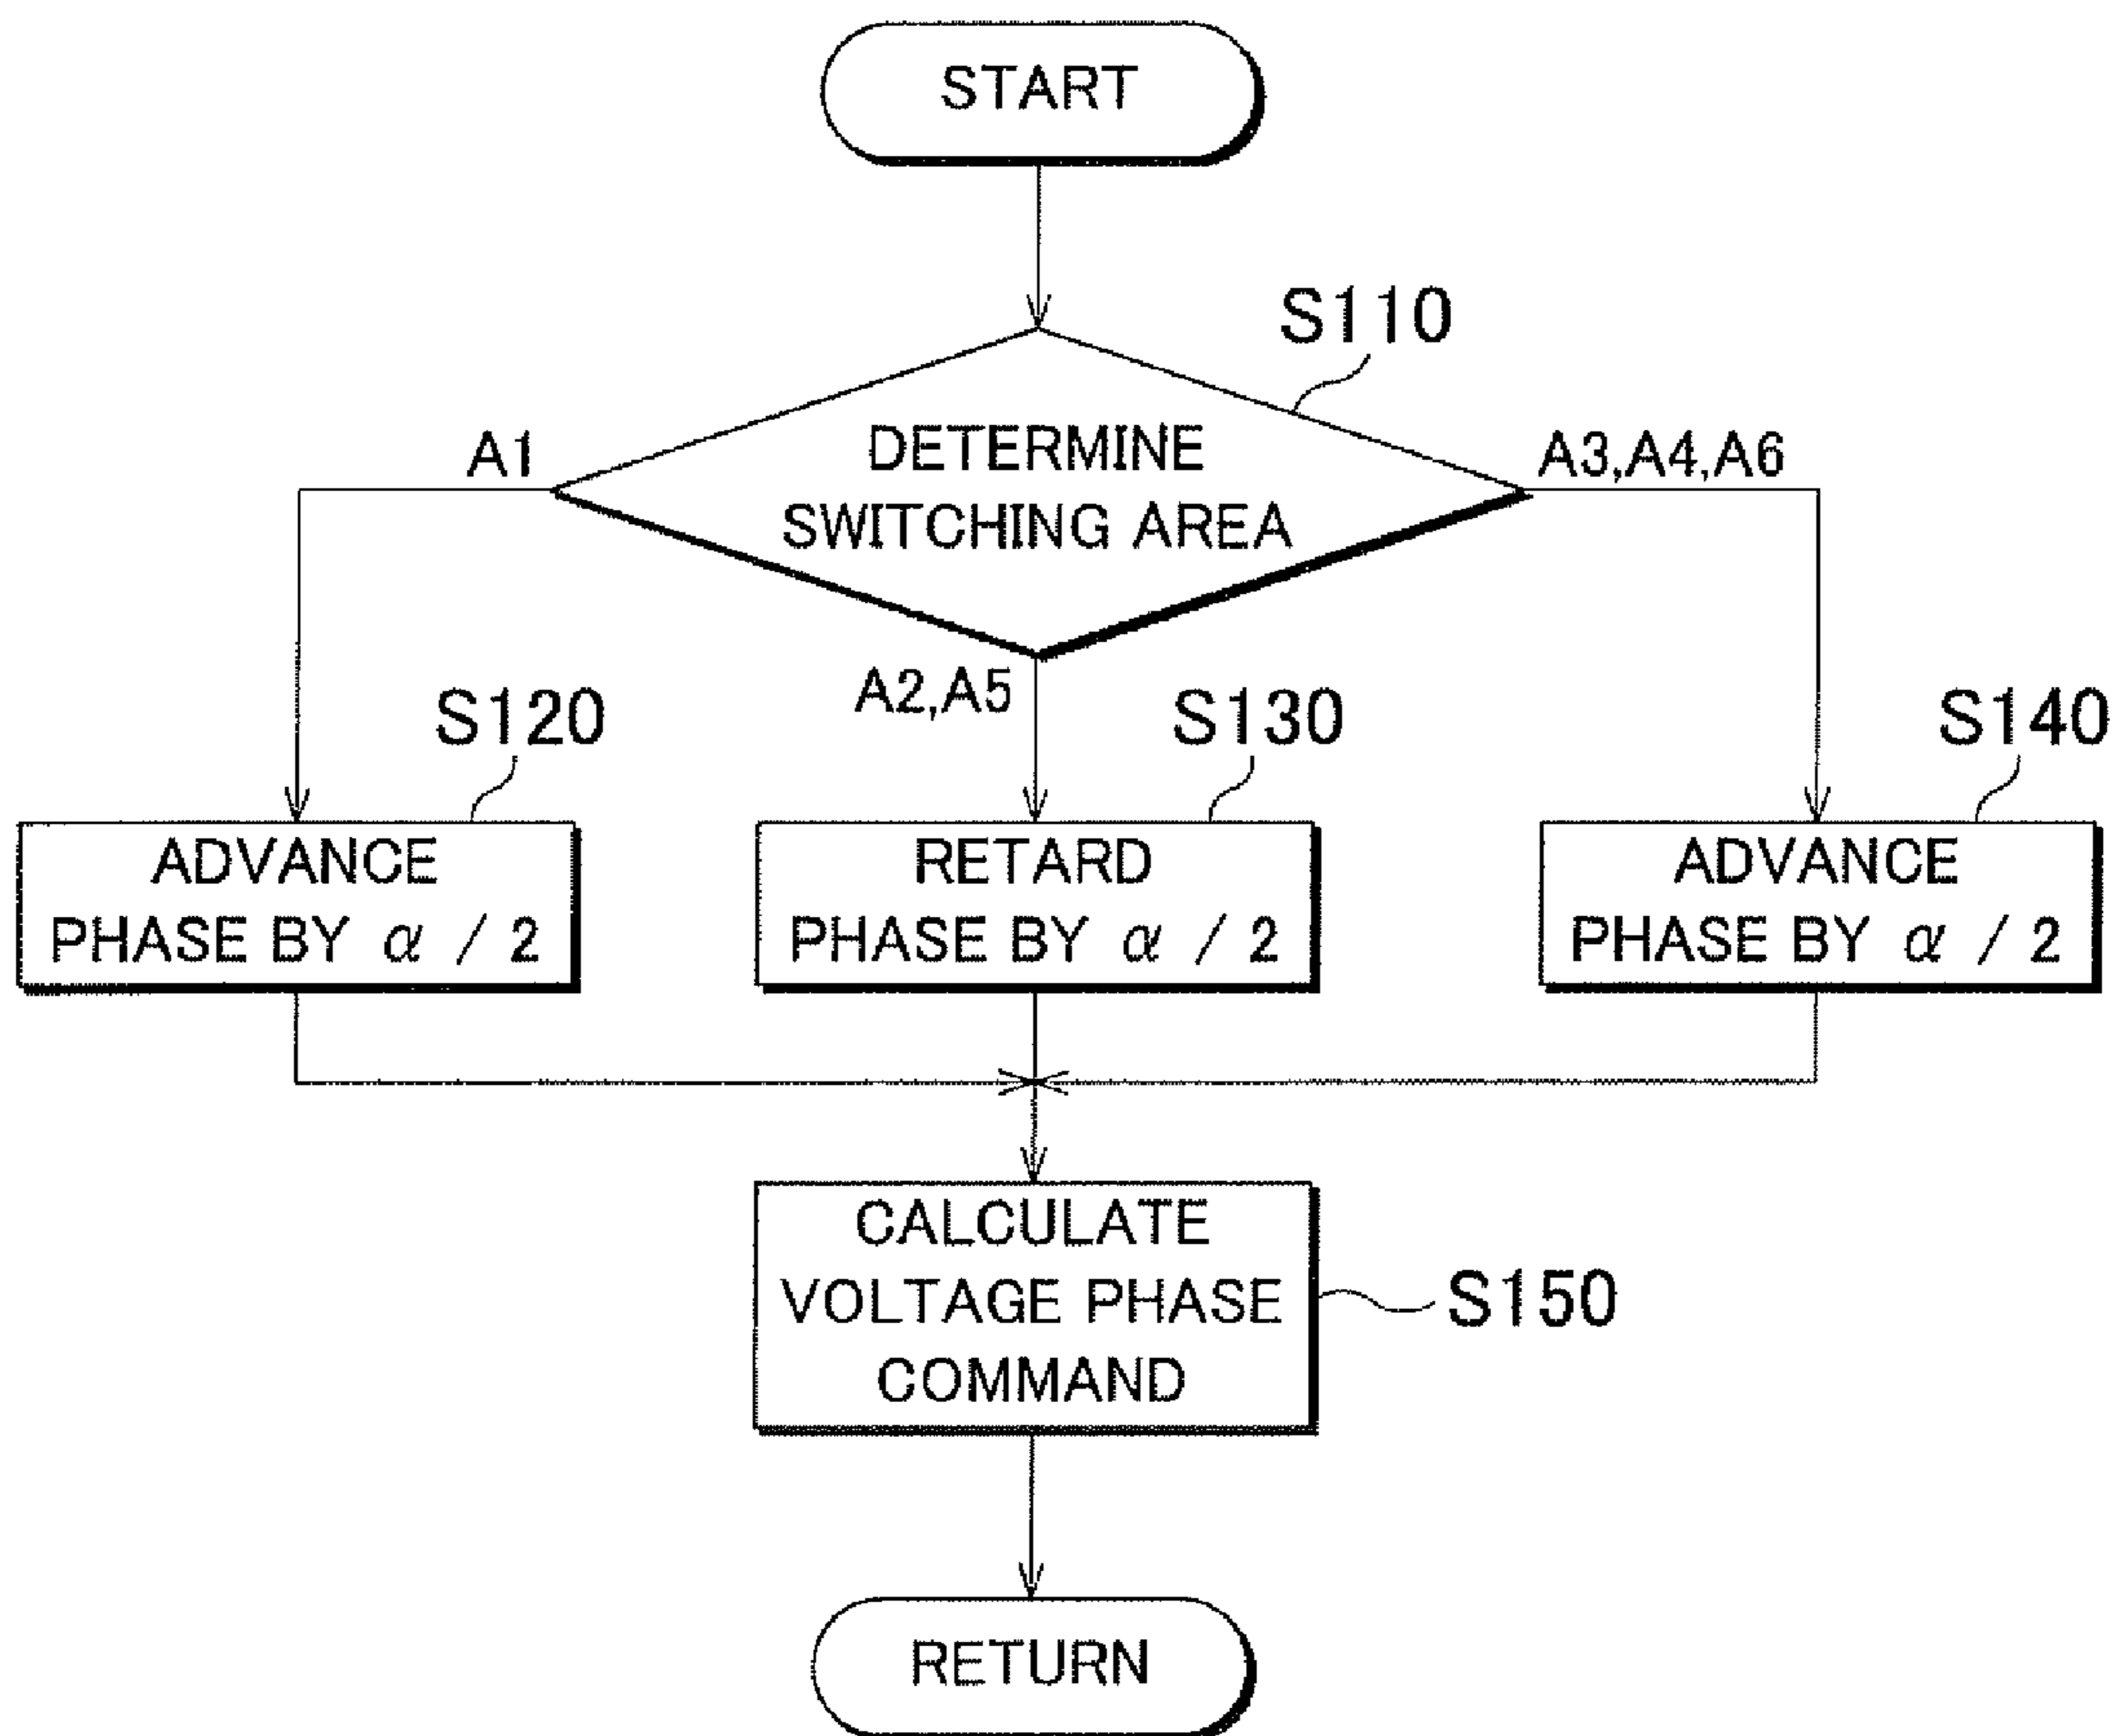 START
S110
DETERMINE
SWITCHING AREA
A1
A3,A4,A6
A2,A5
S120
S130
S140
ADVANCE
PHASE BY α / 2
RETARD
PHASE BY α / 2
ADVANCE
PHASE BY α / 2
CALCULATE
VOLTAGE PHASE
COMMAND
S150
RETURN